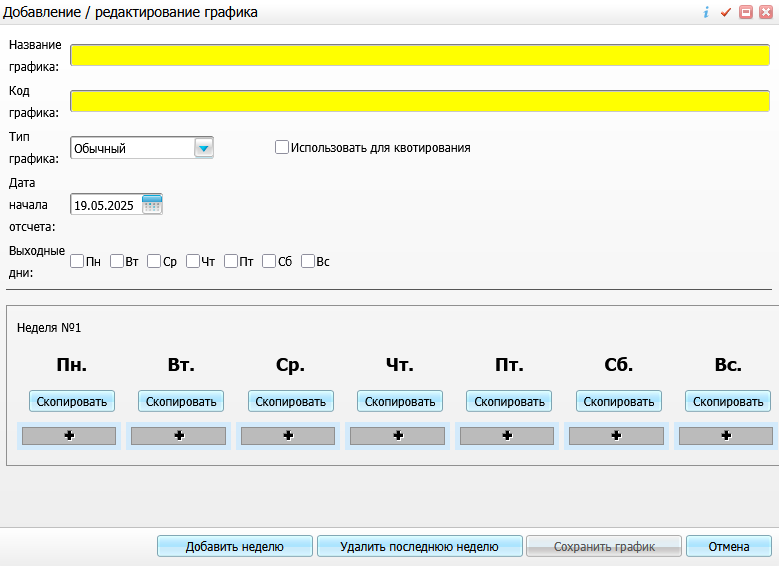 Добавление / редактирование графика
Название
графика:
Код
графика:
Тип
графика:
Обычный
Использовать для квотирования
Дата
начала
отсчета:
19.05.2025
Выходные
дни:
Пн Вт Ср Чт Пт Сб Вс
Неделя №1
Пн. Вт. Ср. Чт. Пт. Сб. Вс.
Скопировать Скопировать Скопировать Скопировать Скопировать Скопировать Скопировать
Добавить неделю Удалить последнюю неделю Сохранить график Отмена